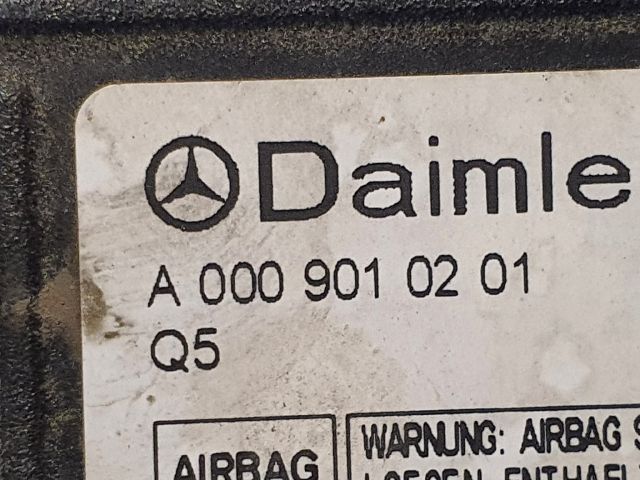 Daimle
A 000 901 02 01
Q5
AIRBAG
WARNUNG: AIRBAG S